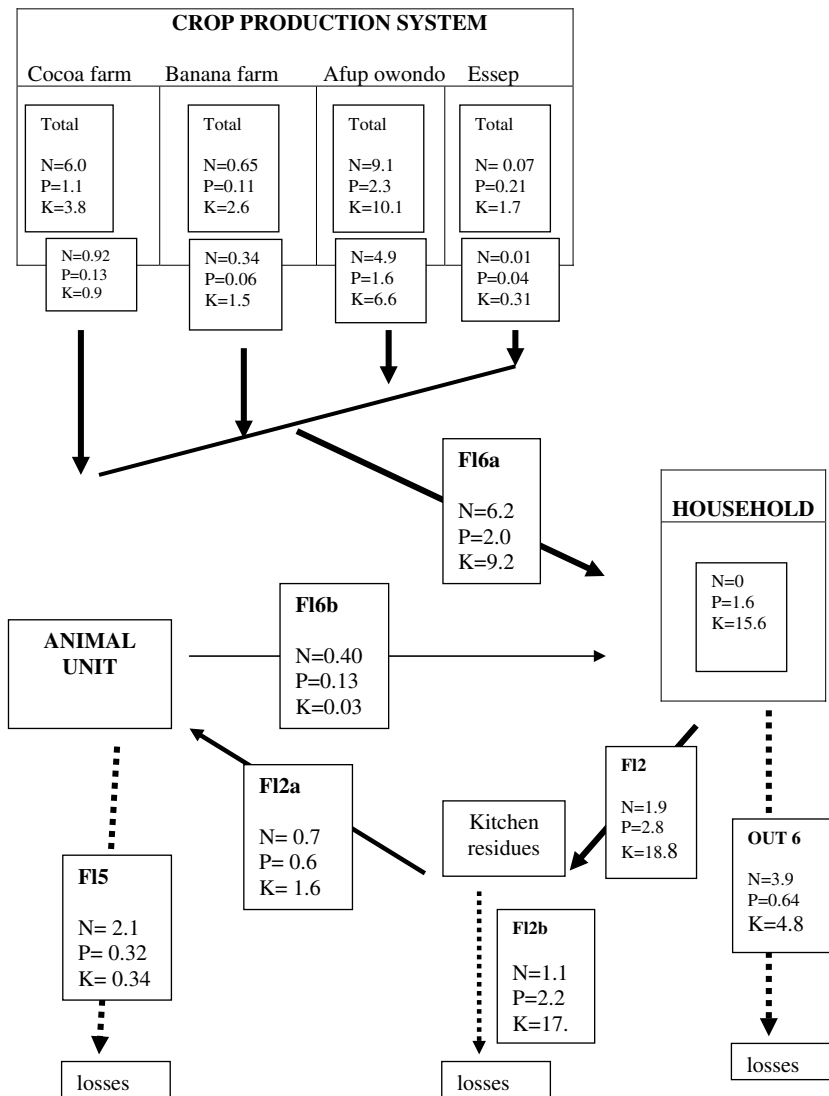 CROP PRODUCTION SYSTEM
Cocoa farm Banana farm Afup owondo Essep
Total
N=6.0
P=1.1
K=3.8
Total
N=0.65
P=0.11
K=2.6
Total
N=9.1
P=2.3
K=10.1
Total
N= 0.07
P=0.21
K=1.7
N=0.92
P=0.13
K=0.9
N=0.34
P=0.06
K=1.5
N=4.9
P=1.6
K=6.6
N=0.01
P=0.04
K=0.31
Fl6a
N=6.2
P=2.0
K=9.2
HOUSEHOLD
N=0
P=1.6
K=15.6
Fl6b
N=0.40
P=0.13
K=0.03
ANIMAL
UNIT
Fl2a
N= 0.7
P= 0.6
K= 1.6
Kitchen
residues
Fl2
N=1.9
P=2.8
K=18.8
OUT 6
N=3.9
P=0.64
K=4.8
Fl5
N= 2.1
P= 0.32
K= 0.34
Fl2b
N=1.1
P=2.2
K=17.
losses
losses
losses